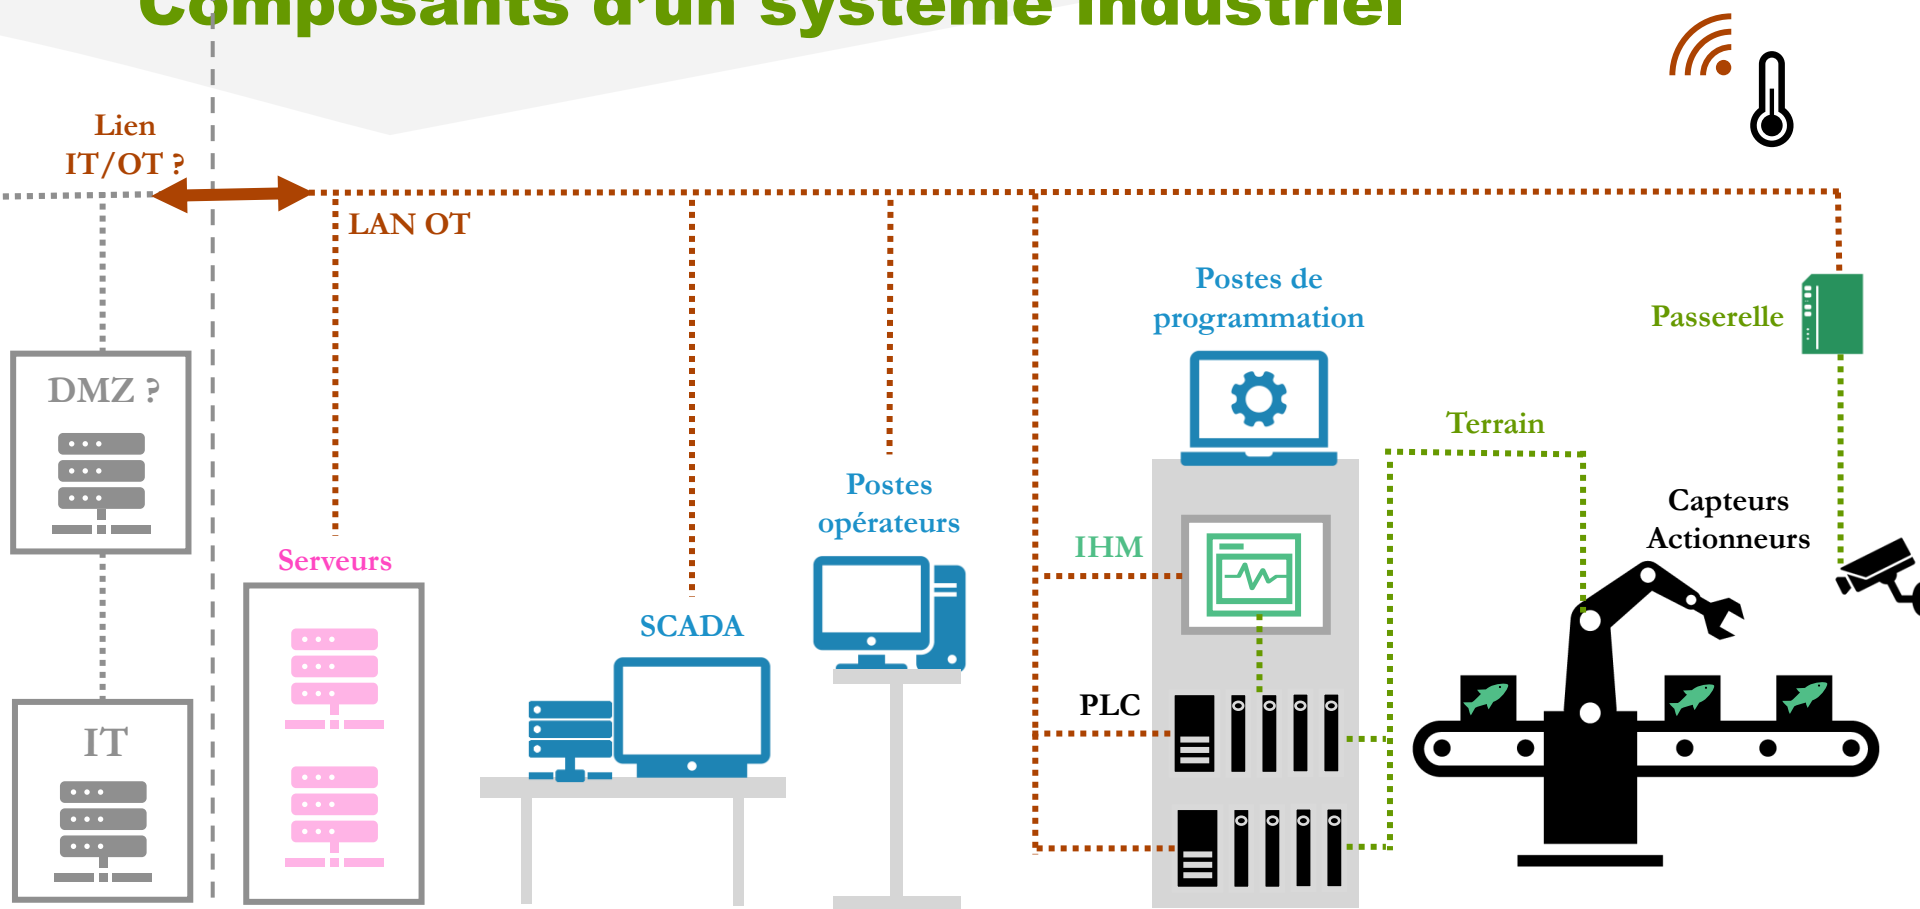 Composants d'un système industriel
Lien
IT/OT ?
LAN OT
Postes de
programmation
Passerelle
DMZ ?
Terrain
Postes
opérateurs
Capteurs
Actionneurs
Serveurs
IHM
SCADA
PLC
IT